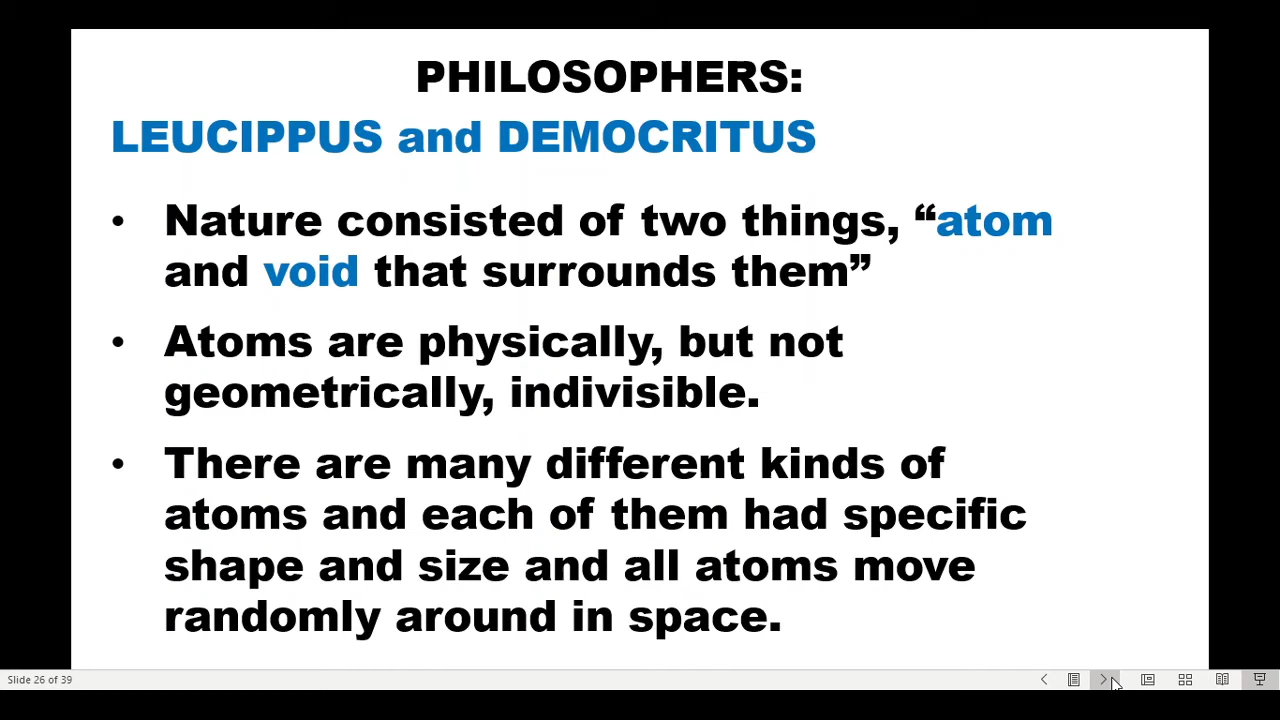 PHILOSOPHERS:
LEUCIPPUS and DEMOCRITUS
• Nature consisted of two things, “atom
and void that surrounds them”
• Atoms are physically, but not
geometrically, indivisible.
• There are many different kinds of
atoms and each of them had specific
shape and size and all atoms move
randomly around in space.
Slide 26 of 39